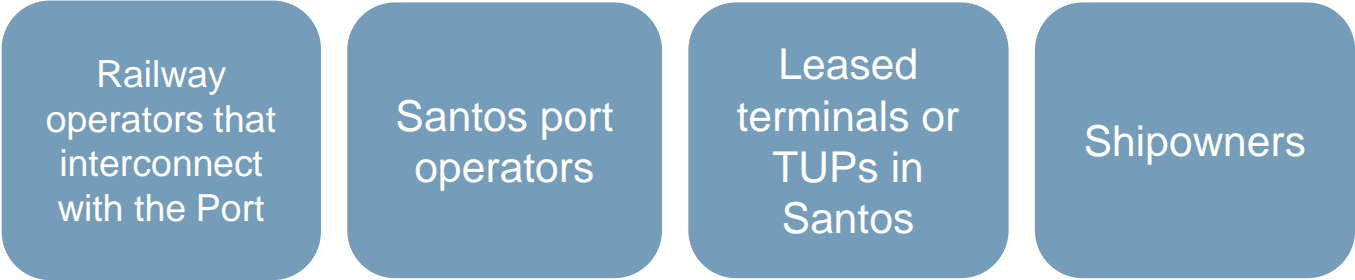 Railway
operators that
interconnect
with the Port
Santos port
operators
Leased
terminals or
TUPs in
Santos
Shipowners